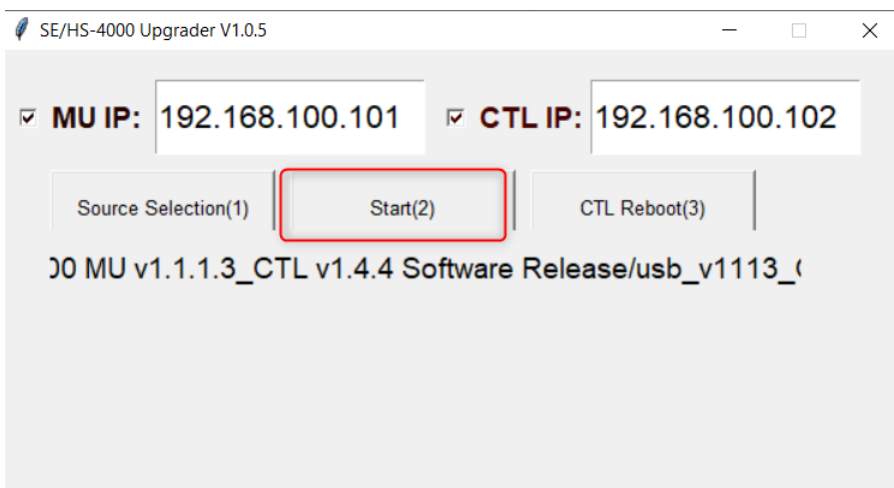 SE/HS-4000 Upgrader V1.0.5
MU IP: 192.168.100.101 CTL IP: 192.168.100.102
Source Selection(1) Start(2) CTL Reboot(3)
00 MU v1.1.1.3_CTL v1.4.4 Software Release/usb_v1113_